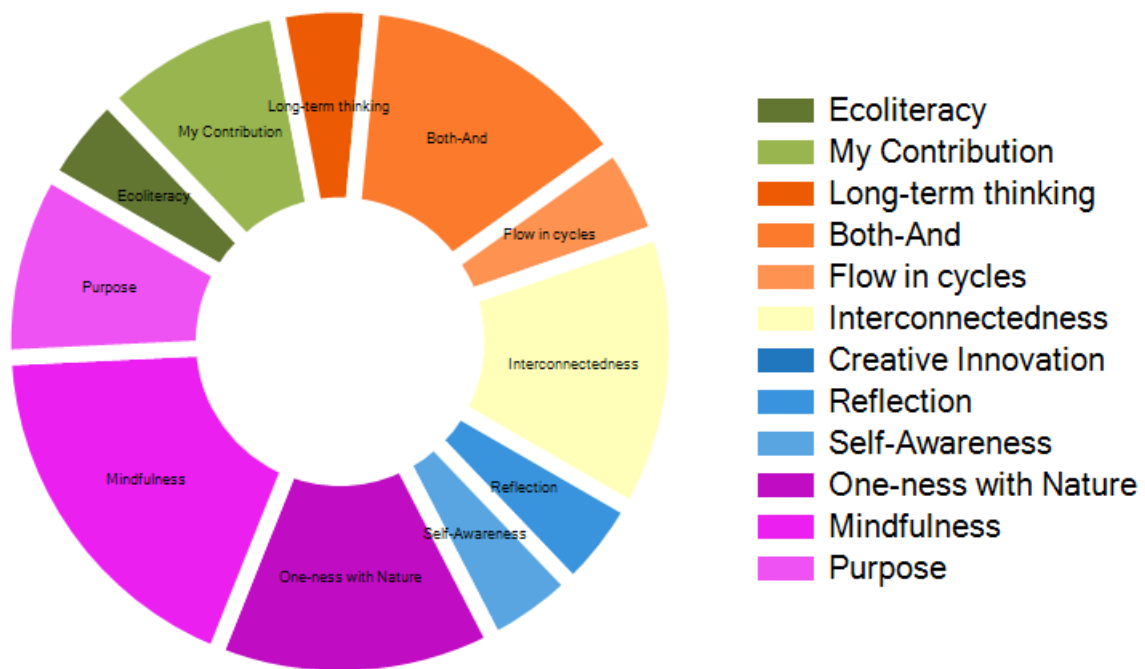 Long-term thinking
My Contribution
Both-And
Ecoliteracy
Flow in cycles
Purpose
Interconnectedness
Mindfulness
Reflection
Self-Awareness
One-ness with Nature
Ecoliteracy
My Contribution
Long-term thinking
Both-And
Flow in cycles
Interconnectedness
Creative Innovation
Reflection
Self-Awareness
One-ness with Nature
Mindfulness
Purpose